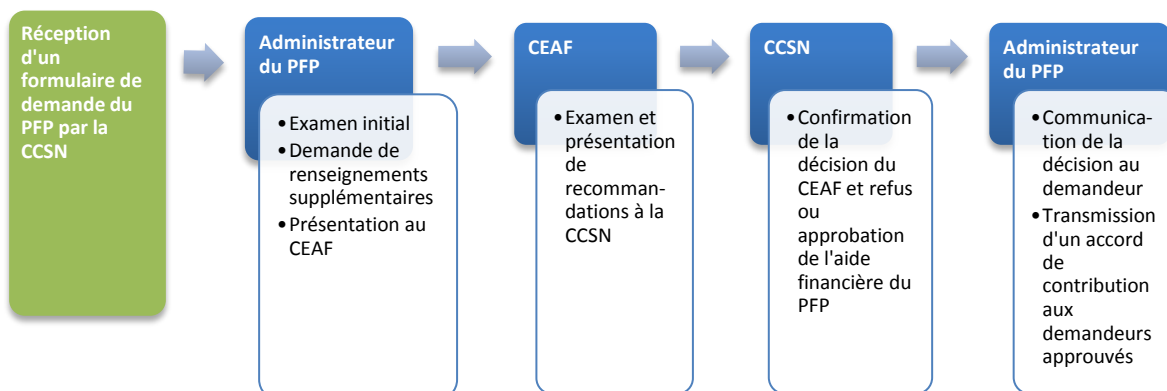 Réception
d'un
formulaire de
demande du
PFP par la
CCSN
Administrateur
du PFP
•Examen initial
•Demande de
renseignements
supplémentaires
•Présentation au
CEAF
CEAF
•Examen et
présentation
de
recomman-
dations à la
CCSN
CCSN
•Confirmation
de la
décision du
CEAF et refus
ou
approbation
de l'aide
financière du
PFP
Administrateur
du PFP
•Communica-
tion de la
décision au
demandeur
•Transmission
d'un accord
de
contribution
aux
demandeurs
approuvés